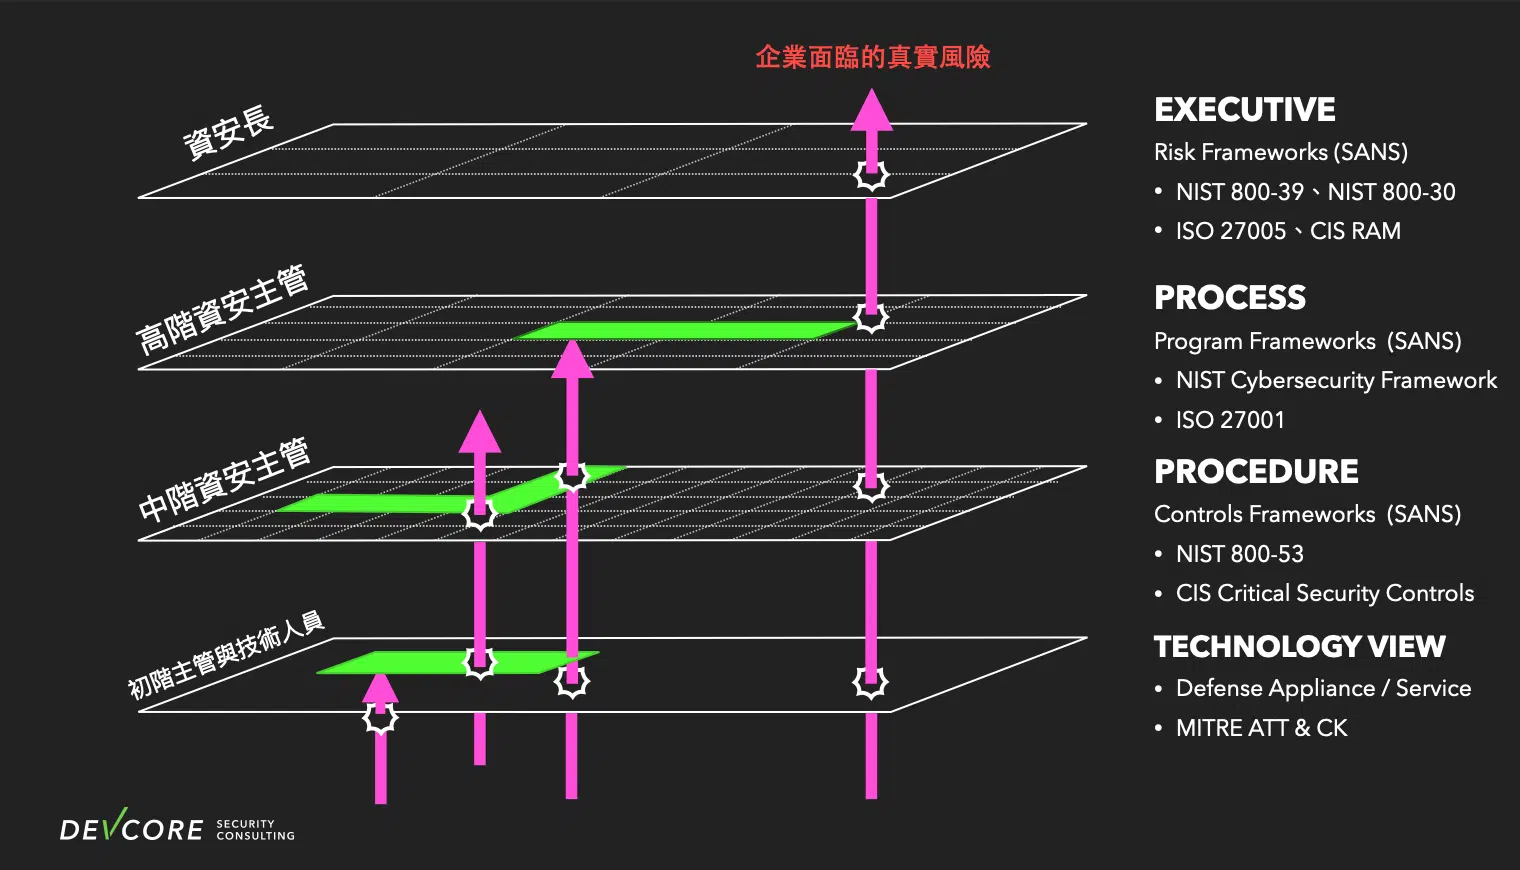 企業面臨的真實風險
資安長
EXECUTIVE
Risk Frameworks (SANS)
• NIST 800-39、NIST 800-30
• ISO 27005、CIS RAM
高階資安主管
PROCESS
Program Frameworks (SANS)
• NIST Cybersecurity Framework
• ISO 27001
中階資安主管
PROCEDURE
Controls Frameworks (SANS)
• NIST 800-53
• CIS Critical Security Controls
初階主管與技術人員
TECHNOLOGY VIEW
• Defense Appliance / Service
• MITRE ATT & CK
DEVCORE SECURITY
CONSULTING